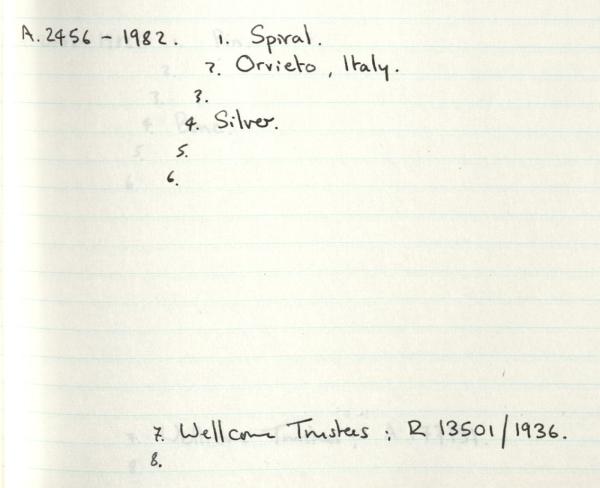 A.2456 - 1982. 1. Spiral.
2. Orvieto, Italy.
3.
4. Silver.
5.
6.
7. Wellcome Trustees : R 13501/1936.
8.